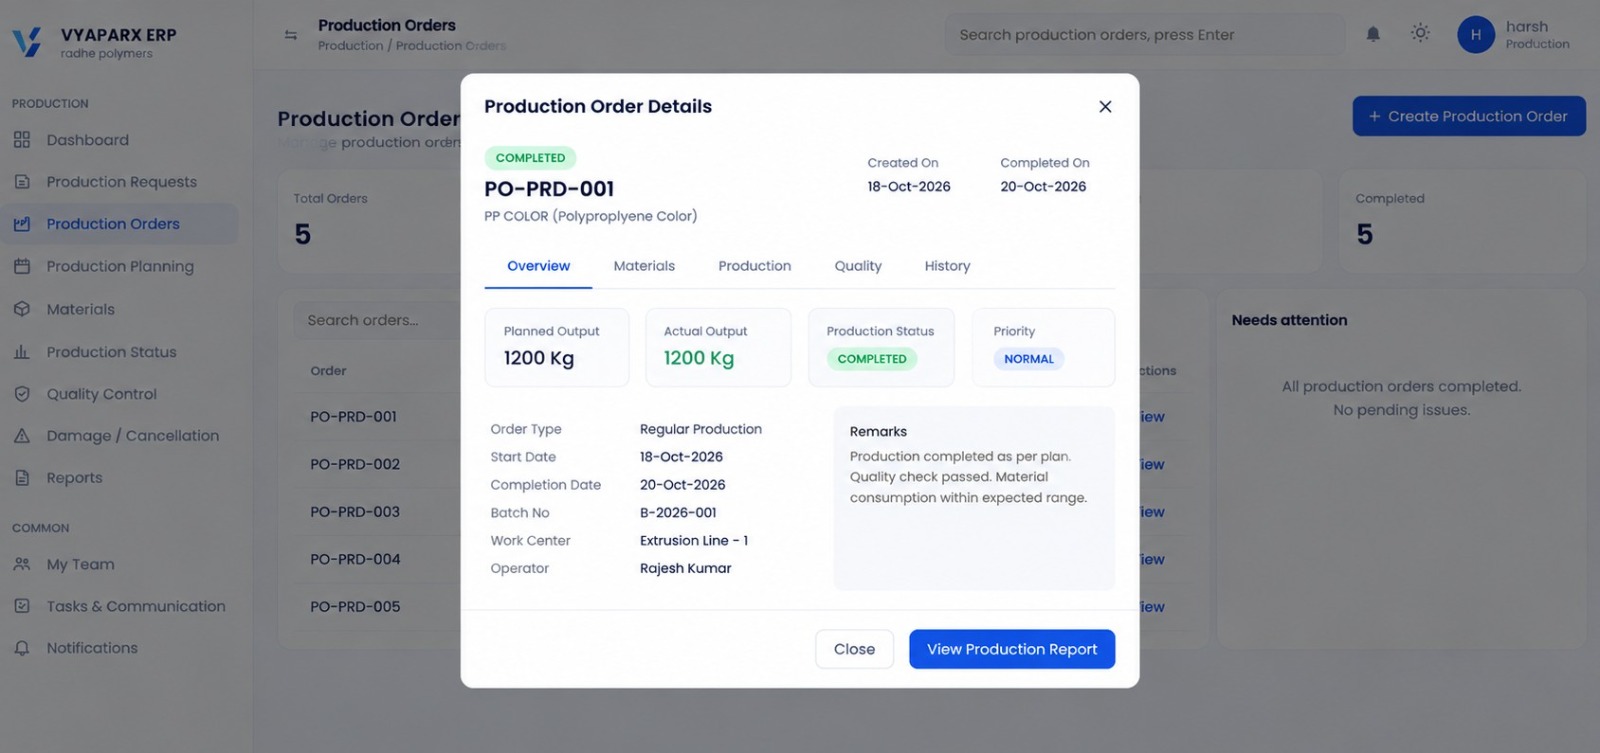 VYAPARX ERP
radhe polymers
PRODUCTION
Dashboard
Production Requests
Production Orders
Production Planning
Materials
Production Status
Quality Control
Damage / Cancellation
Reports
COMMON
My Team
Tasks & Communication
Notifications
Production Orders
Production / Production Orders
Search production orders, press Enter
H
harsh
Production
Production Order
production orders
+ Create Production Order
Total Orders
5
Completed
5
Search orders...
Order
PO-PRD-001
PO-PRD-002
PO-PRD-003
PO-PRD-004
PO-PRD-005
Needs attention
All production orders completed.
No pending issues.
Production Order Details
COMPLETED
PO-PRD-001
PP COLOR (Polyproplyene Color)
Created On
18-Oct-2026
Completed On
20-Oct-2026
Overview
Materials
Production
Quality
History
Planned Output
1200 Kg
Actual Output
1200 Kg
Production Status
COMPLETED
Priority
NORMAL
Order Type Regular Production
Start Date 18-Oct-2026
Completion Date 20-Oct-2026
Batch No B-2026-001
Work Center Extrusion Line - 1
Operator Rajesh Kumar
Remarks
Production completed as per plan.
Quality check passed. Material
consumption within expected range.
Close
View Production Report